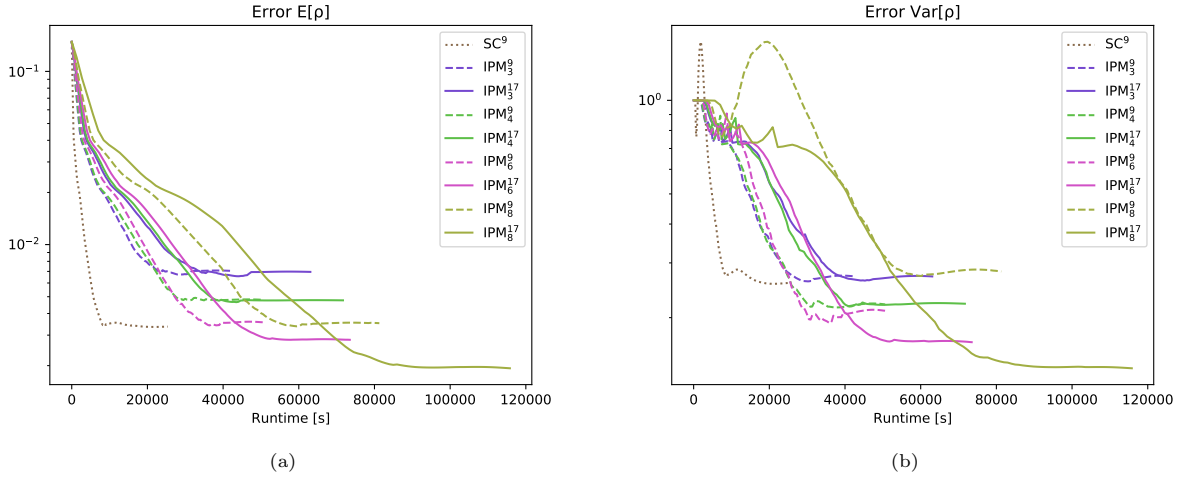 Error E[ρ]
10⁻¹
10⁻²
SC⁹
IPM₃⁹
IPM₃¹⁷
IPM₄⁹
IPM₄¹⁷
IPM₆⁹
IPM₆¹⁷
IPM₈⁹
IPM₈¹⁷
0 20000 40000 60000 80000 100000 120000
Runtime [s]
(a)
Error Var[ρ]
10⁰
SC⁹
IPM₃⁹
IPM₃¹⁷
IPM₄⁹
IPM₄¹⁷
IPM₆⁹
IPM₆¹⁷
IPM₈⁹
IPM₈¹⁷
0 20000 40000 60000 80000 100000 120000
Runtime [s]
(b)